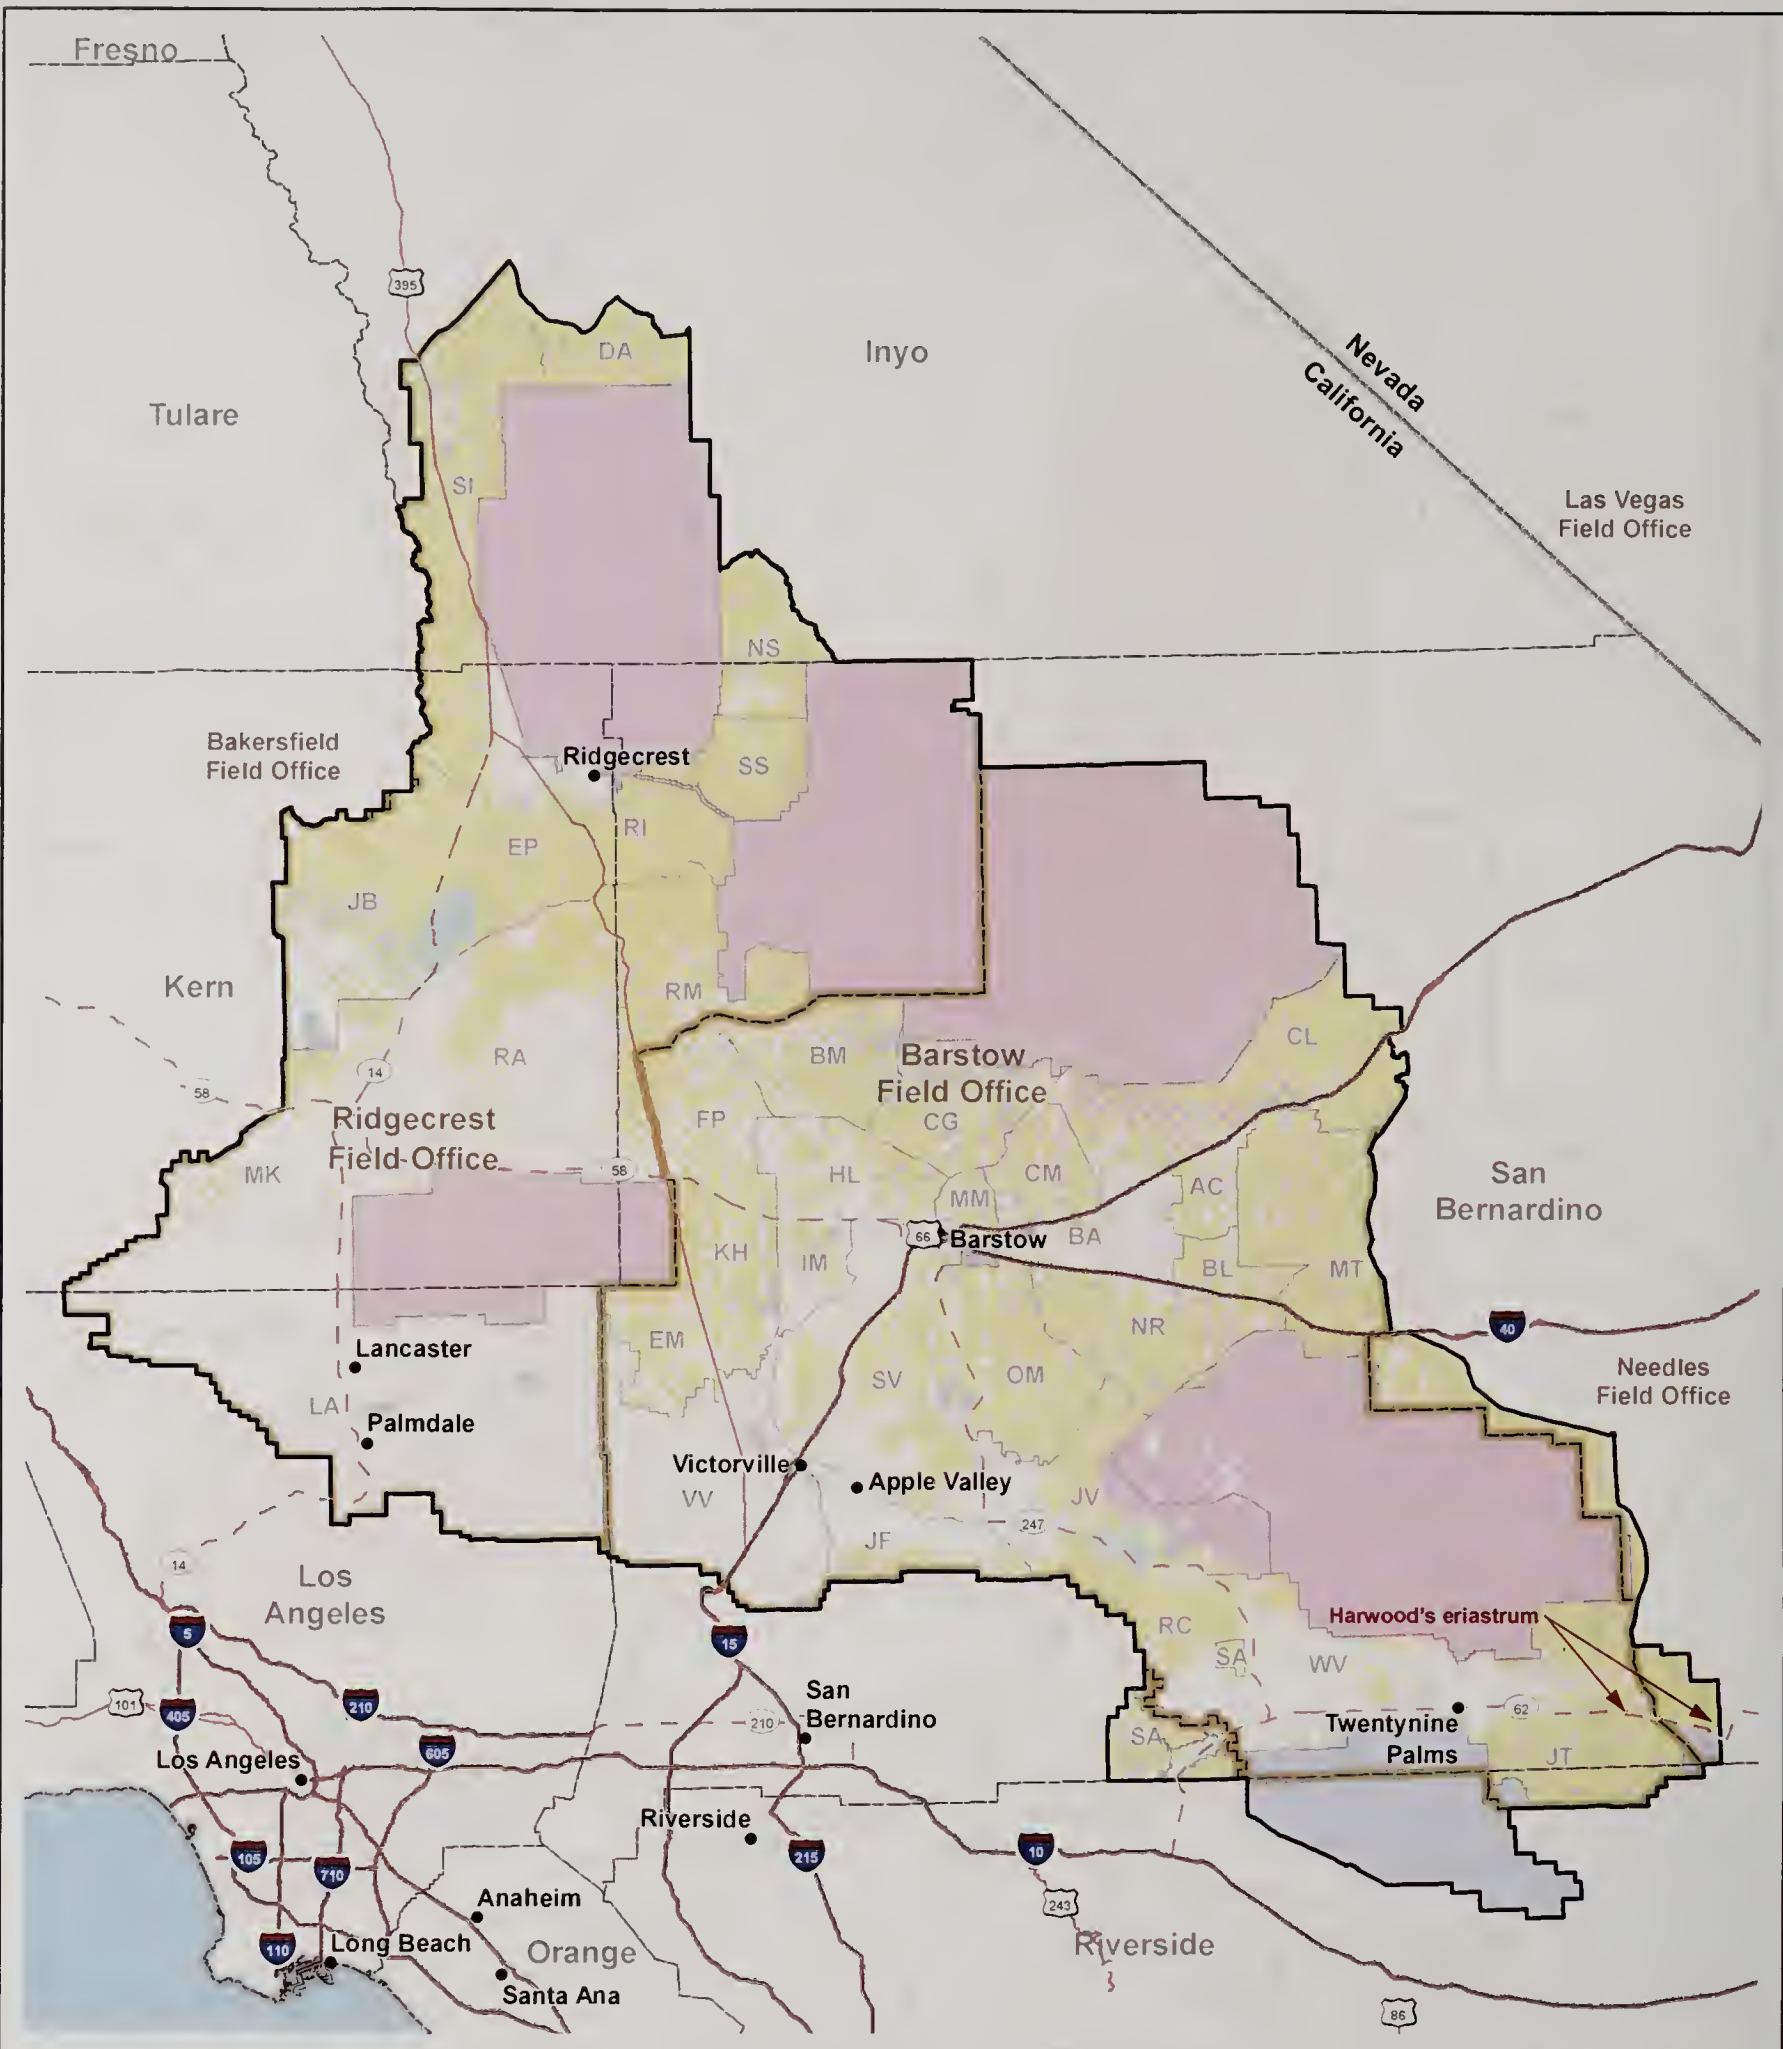 Fresno
395
DA
Inyo
Nevada
California
Tulare
SI
Las Vegas
Field Office
NS
Bakersfield
Field Office
Ridgecrest
SS
RI
EP
JB
Kern
RM
CL
RA
BM
Barstow
Field Office
14
58
Ridgecrest
Field Office
FP
CG
MK
58
HL
CM
MM
AC
San
Bernardino
66
Barstow
BA
KH
IM
BL
MT
EM
NR
40
Lancaster
SV
OM
Needles
Field Office
LA
Palmdale
Victorville
Apple Valley
VV
JV
247
JF
14
Los
Angeles
5
15
RC
Harwood's eriastrum
SA
WV
101
405
210
210
San
Bernardino
62
Twentynine
Palms
SA
JT
605
Los Angeles
Riverside
105
710
215
10
Anaheim
243
110
Long Beach
Orange
Riverside
Santa Ana
86